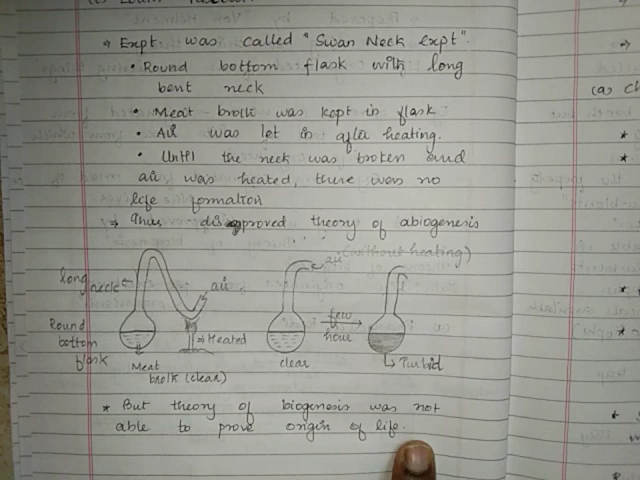 (c) Louis
→ Expt was called "Swan Neck expt".
• Round bottom flask with long
bent neck
• Meat broth was kept in flask
• Air was let in after heating.
• Until the neck was broken and
air was heated, there was no
life formation
→ Thus, disapproved theory of abiogenesis
air (without heating)
long neck
air
Round
bottom
flask
Heated
few
hour
Meat
broth (clear)
clear
Turbid
* But theory of biogenesis was not
able to prove origin of life.
(a) Ch